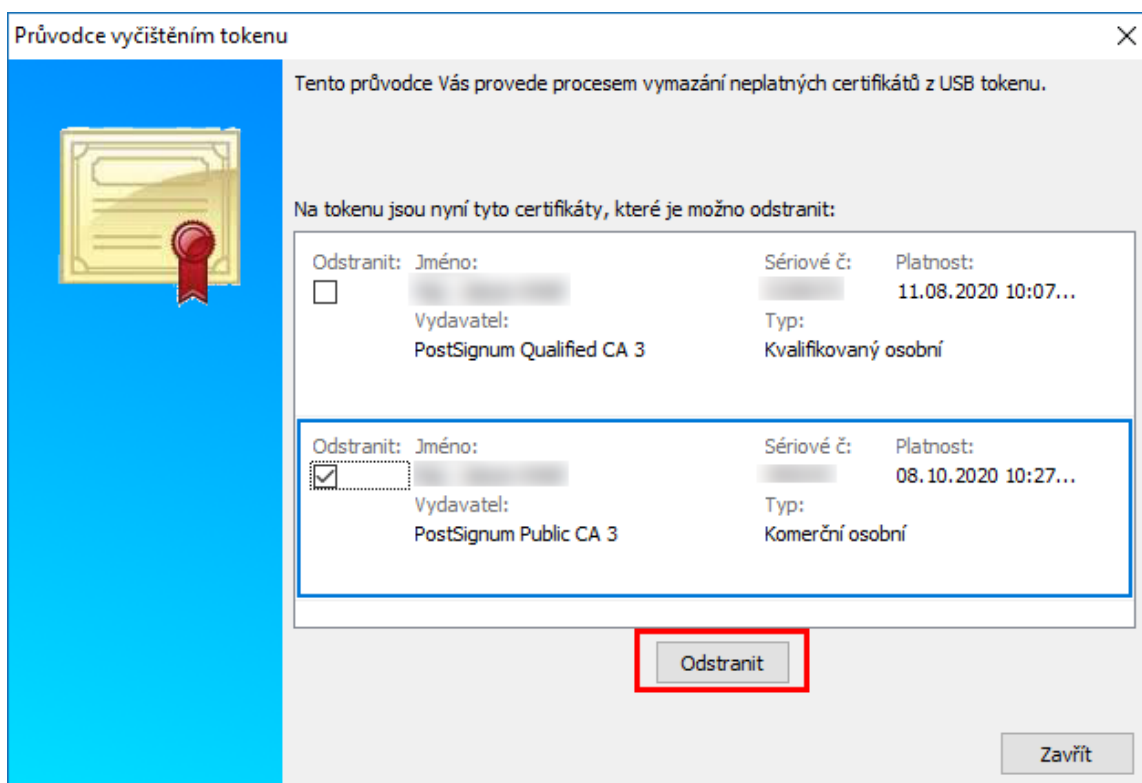 Průvodce vyčištěním tokenu
Tento průvodce Vás provede procesem vymazání neplatných certifikátů z USB tokenu.
Na tokenu jsou nyní tyto certifikáty, které je možno odstranit:
Odstranit: Jméno: Sériové č: Platnost:
11.08.2020 10:07...
Vydavatel: Typ:
PostSignum Qualified CA 3 Kvalifikovaný osobní
Odstranit: Jméno: Sériové č: Platnost:
08.10.2020 10:27...
Vydavatel: Typ:
PostSignum Public CA 3 Komerční osobní
Odstranit
Zavřít